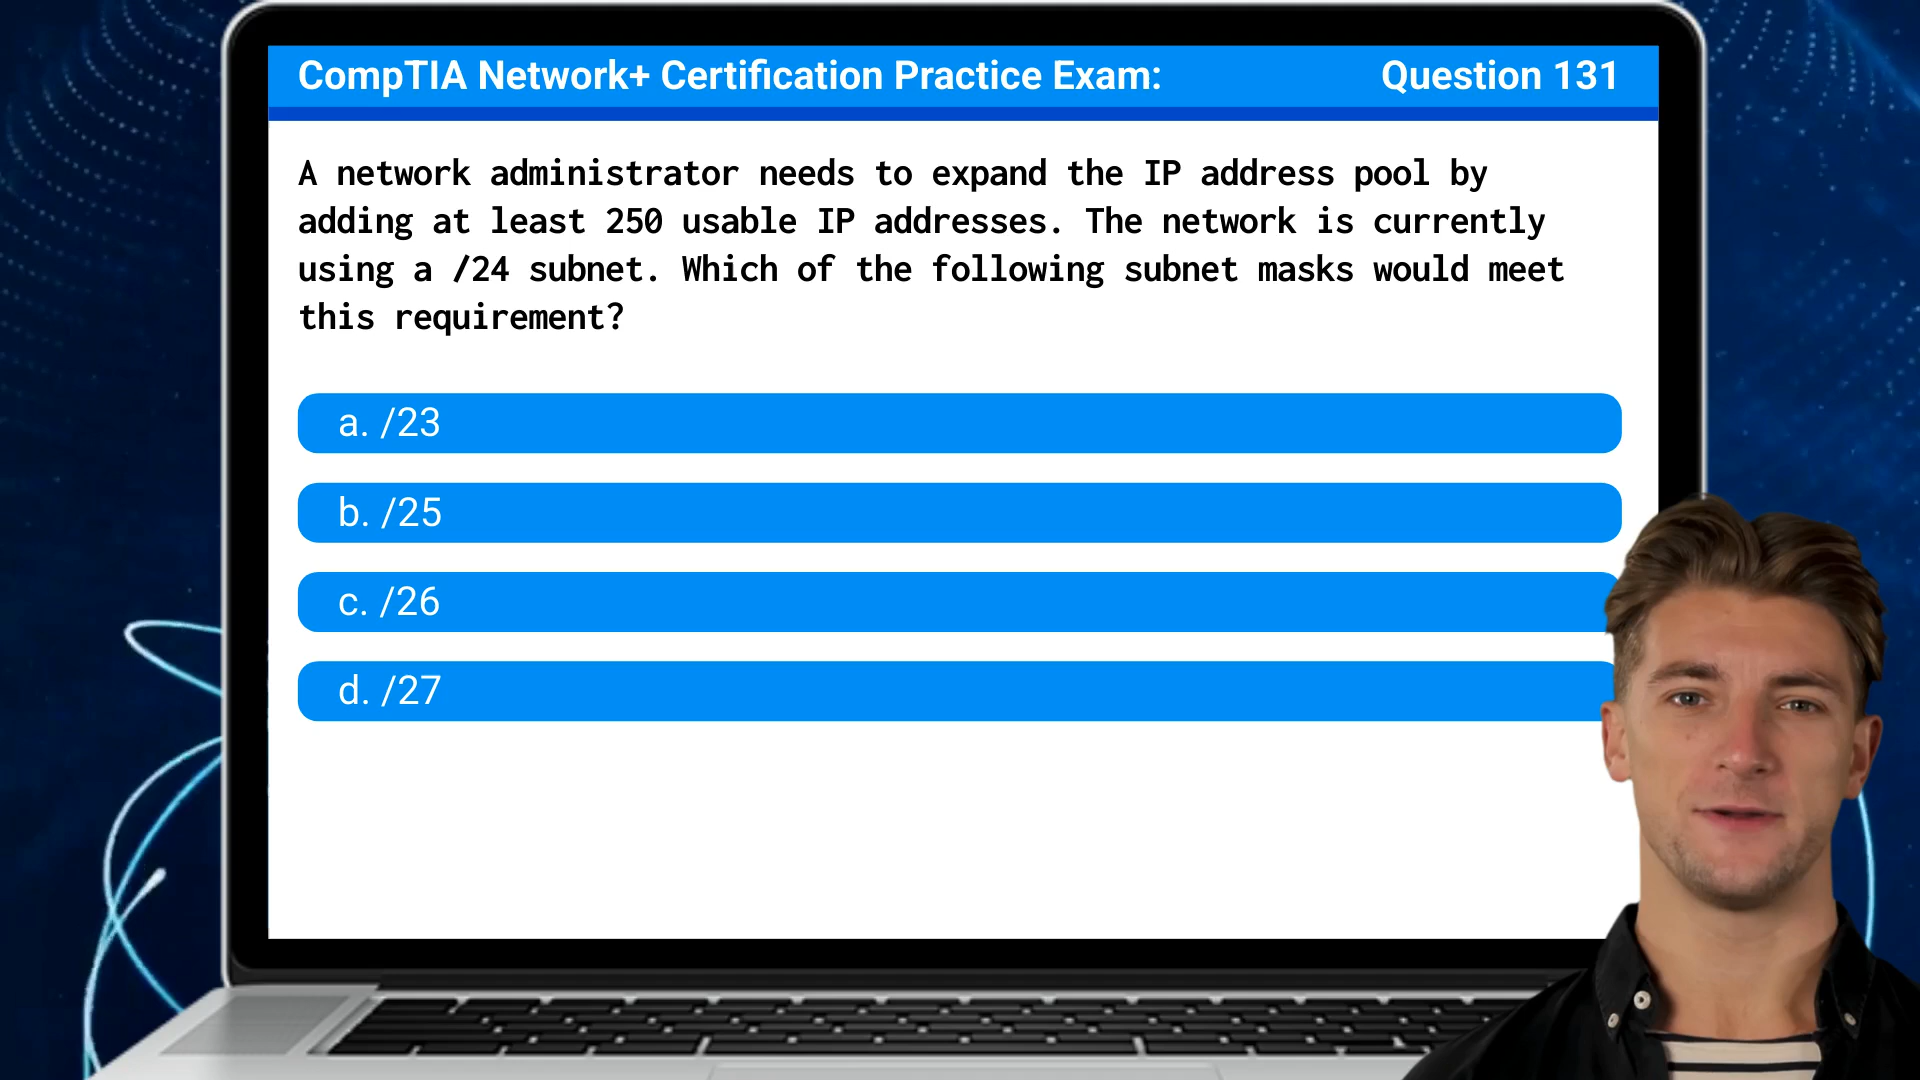 CompTIA Network+ Certification Practice Exam: Question 131
A network administrator needs to expand the IP address pool by
adding at least 250 usable IP addresses. The network is currently
using a /24 subnet. Which of the following subnet masks would meet
this requirement?
a. /23
b. /25
c. /26
d. /27